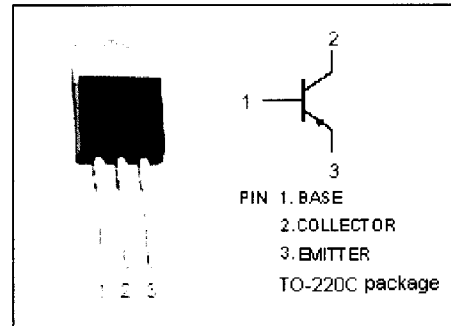 2
1
3
PIN 1. BASE
2. COLLECTOR
3. EMITTER
TO-220C package
1 2 3